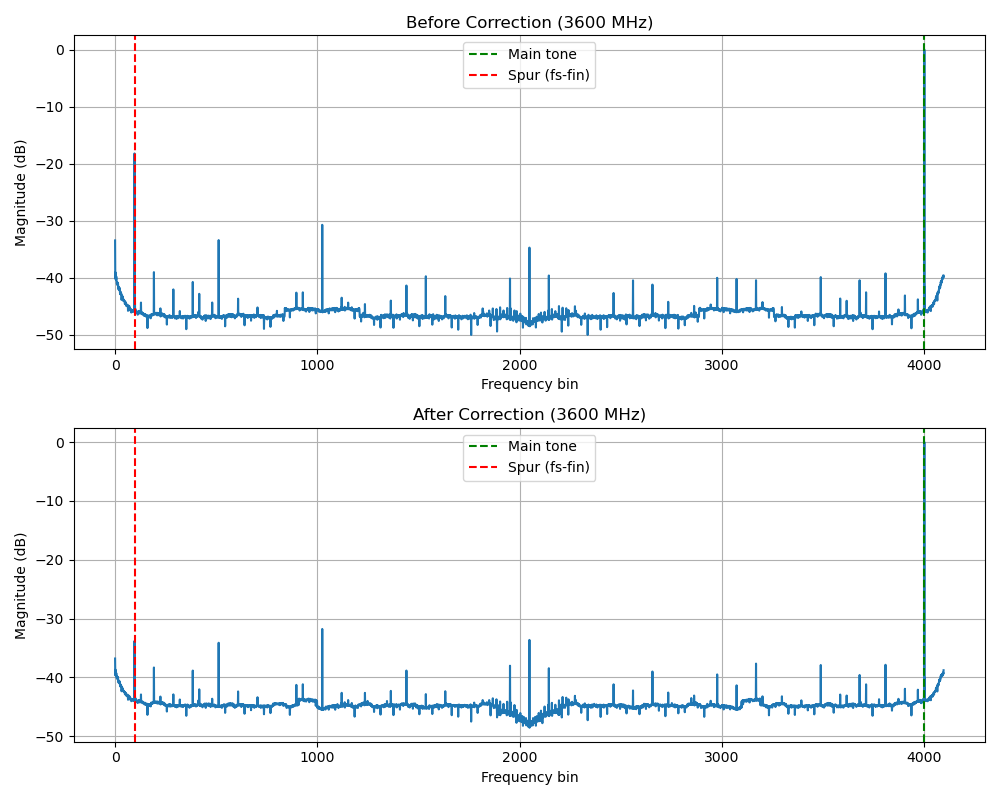 Before Correction (3600 MHz)
0
−10
−20
−30
−40
−50
Magnitude (dB)
Main tone
Spur (fs-fin)
0
1000
2000
3000
4000
Frequency bin
After Correction (3600 MHz)
0
−10
−20
−30
−40
−50
Magnitude (dB)
Main tone
Spur (fs-fin)
0
1000
2000
3000
4000
Frequency bin